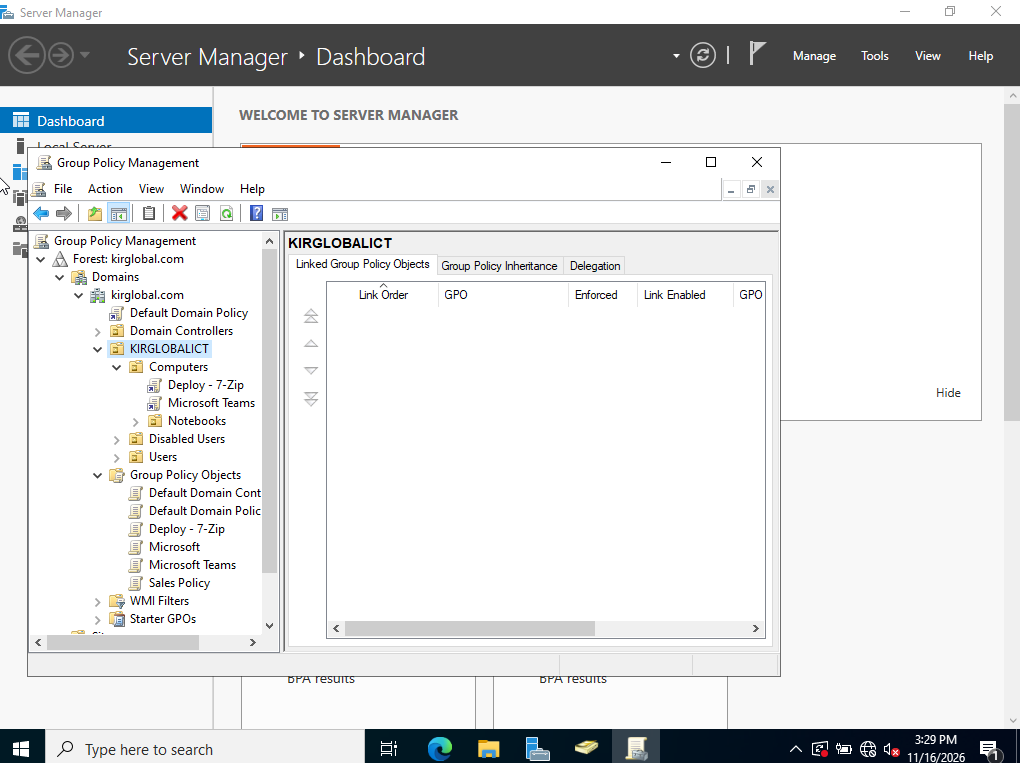 Server Manager
Server Manager ‣ Dashboard
Manage
Tools
View
Help
Dashboard
WELCOME TO SERVER MANAGER
Local Server
Group Policy Management
File Action View Window Help
Group Policy Management
Forest: kirglobal.com
Domains
kirglobal.com
Default Domain Policy
Domain Controllers
KIRGLOBALICT
Computers
Deploy - 7-Zip
Microsoft Teams
Notebooks
Disabled Users
Users
Group Policy Objects
Default Domain Cont
Default Domain Polic
Deploy - 7-Zip
Microsoft
Microsoft Teams
Sales Policy
WMI Filters
Starter GPOs
KIRGLOBALICT
Linked Group Policy Objects
Group Policy Inheritance
Delegation
Link Order
GPO
Enforced
Link Enabled
GPO
Hide
BPA results
BPA results
Type here to search
3:29 PM
11/16/2026
1